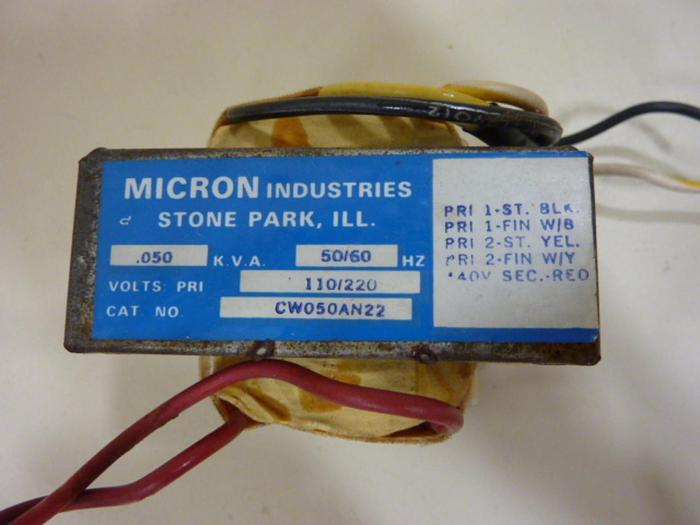 MICRON INDUSTRIES
STONE PARK, ILL.
.050 K.V.A. 50/60 HZ
VOLTS: PRI 110/220
CAT. NO. CW050AN22
PRI 1-ST. BLK.
PRI 1-FIN W/B
PRI 2-ST. YEL.
PRI 2-FIN W/Y
SEC.-RED